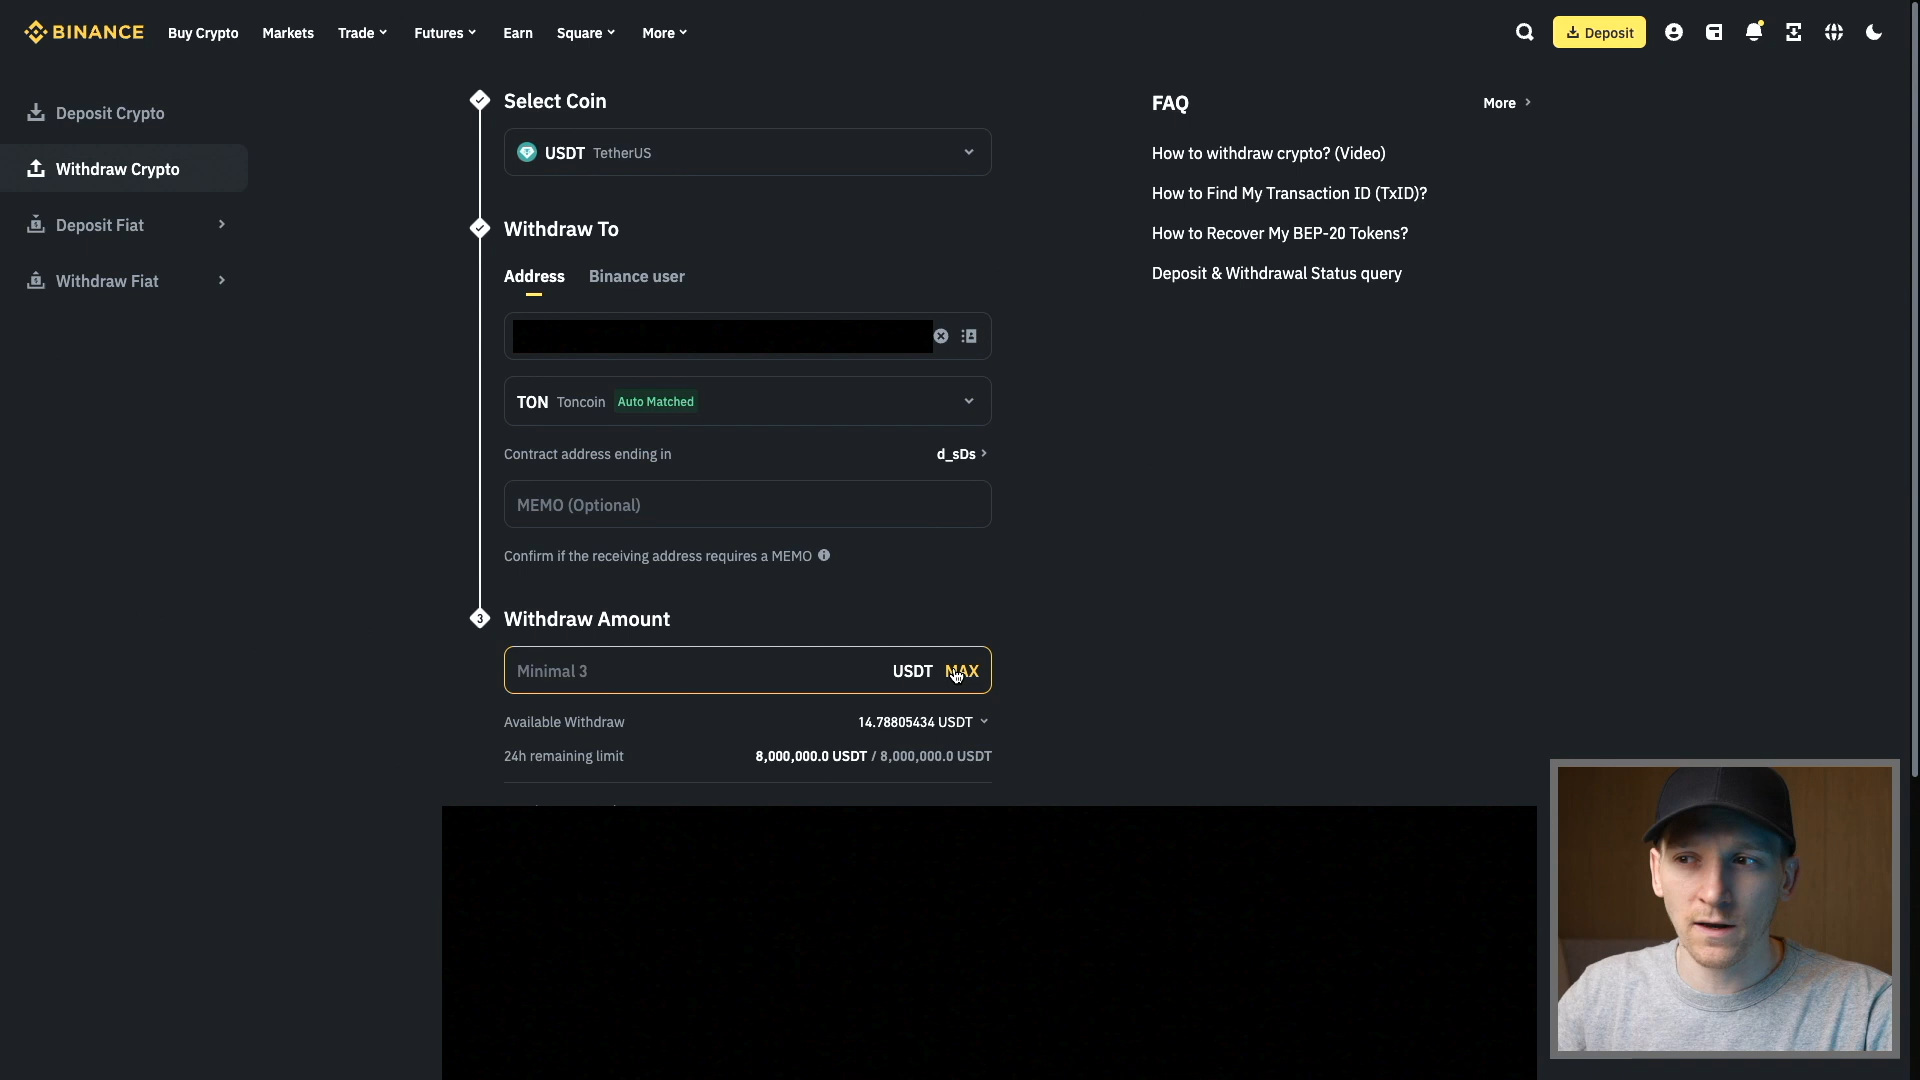 BINANCE
Buy Crypto
Markets
Trade
Futures
Earn
Square
More
Deposit
Deposit Crypto
Withdraw Crypto
Deposit Fiat
Withdraw Fiat
Select Coin
USDT TetherUS
Withdraw To
Address
Binance user
TON Toncoin Auto Matched
Contract address ending in d_sDs
MEMO (Optional)
Confirm if the receiving address requires a MEMO
3
Withdraw Amount
Minimal 3 USDT MAX
Available Withdraw 14.78805434 USDT
24h remaining limit 8,000,000.0 USDT / 8,000,000.0 USDT
FAQ
More
How to withdraw crypto? (Video)
How to Find My Transaction ID (TxID)?
How to Recover My BEP-20 Tokens?
Deposit & Withdrawal Status query